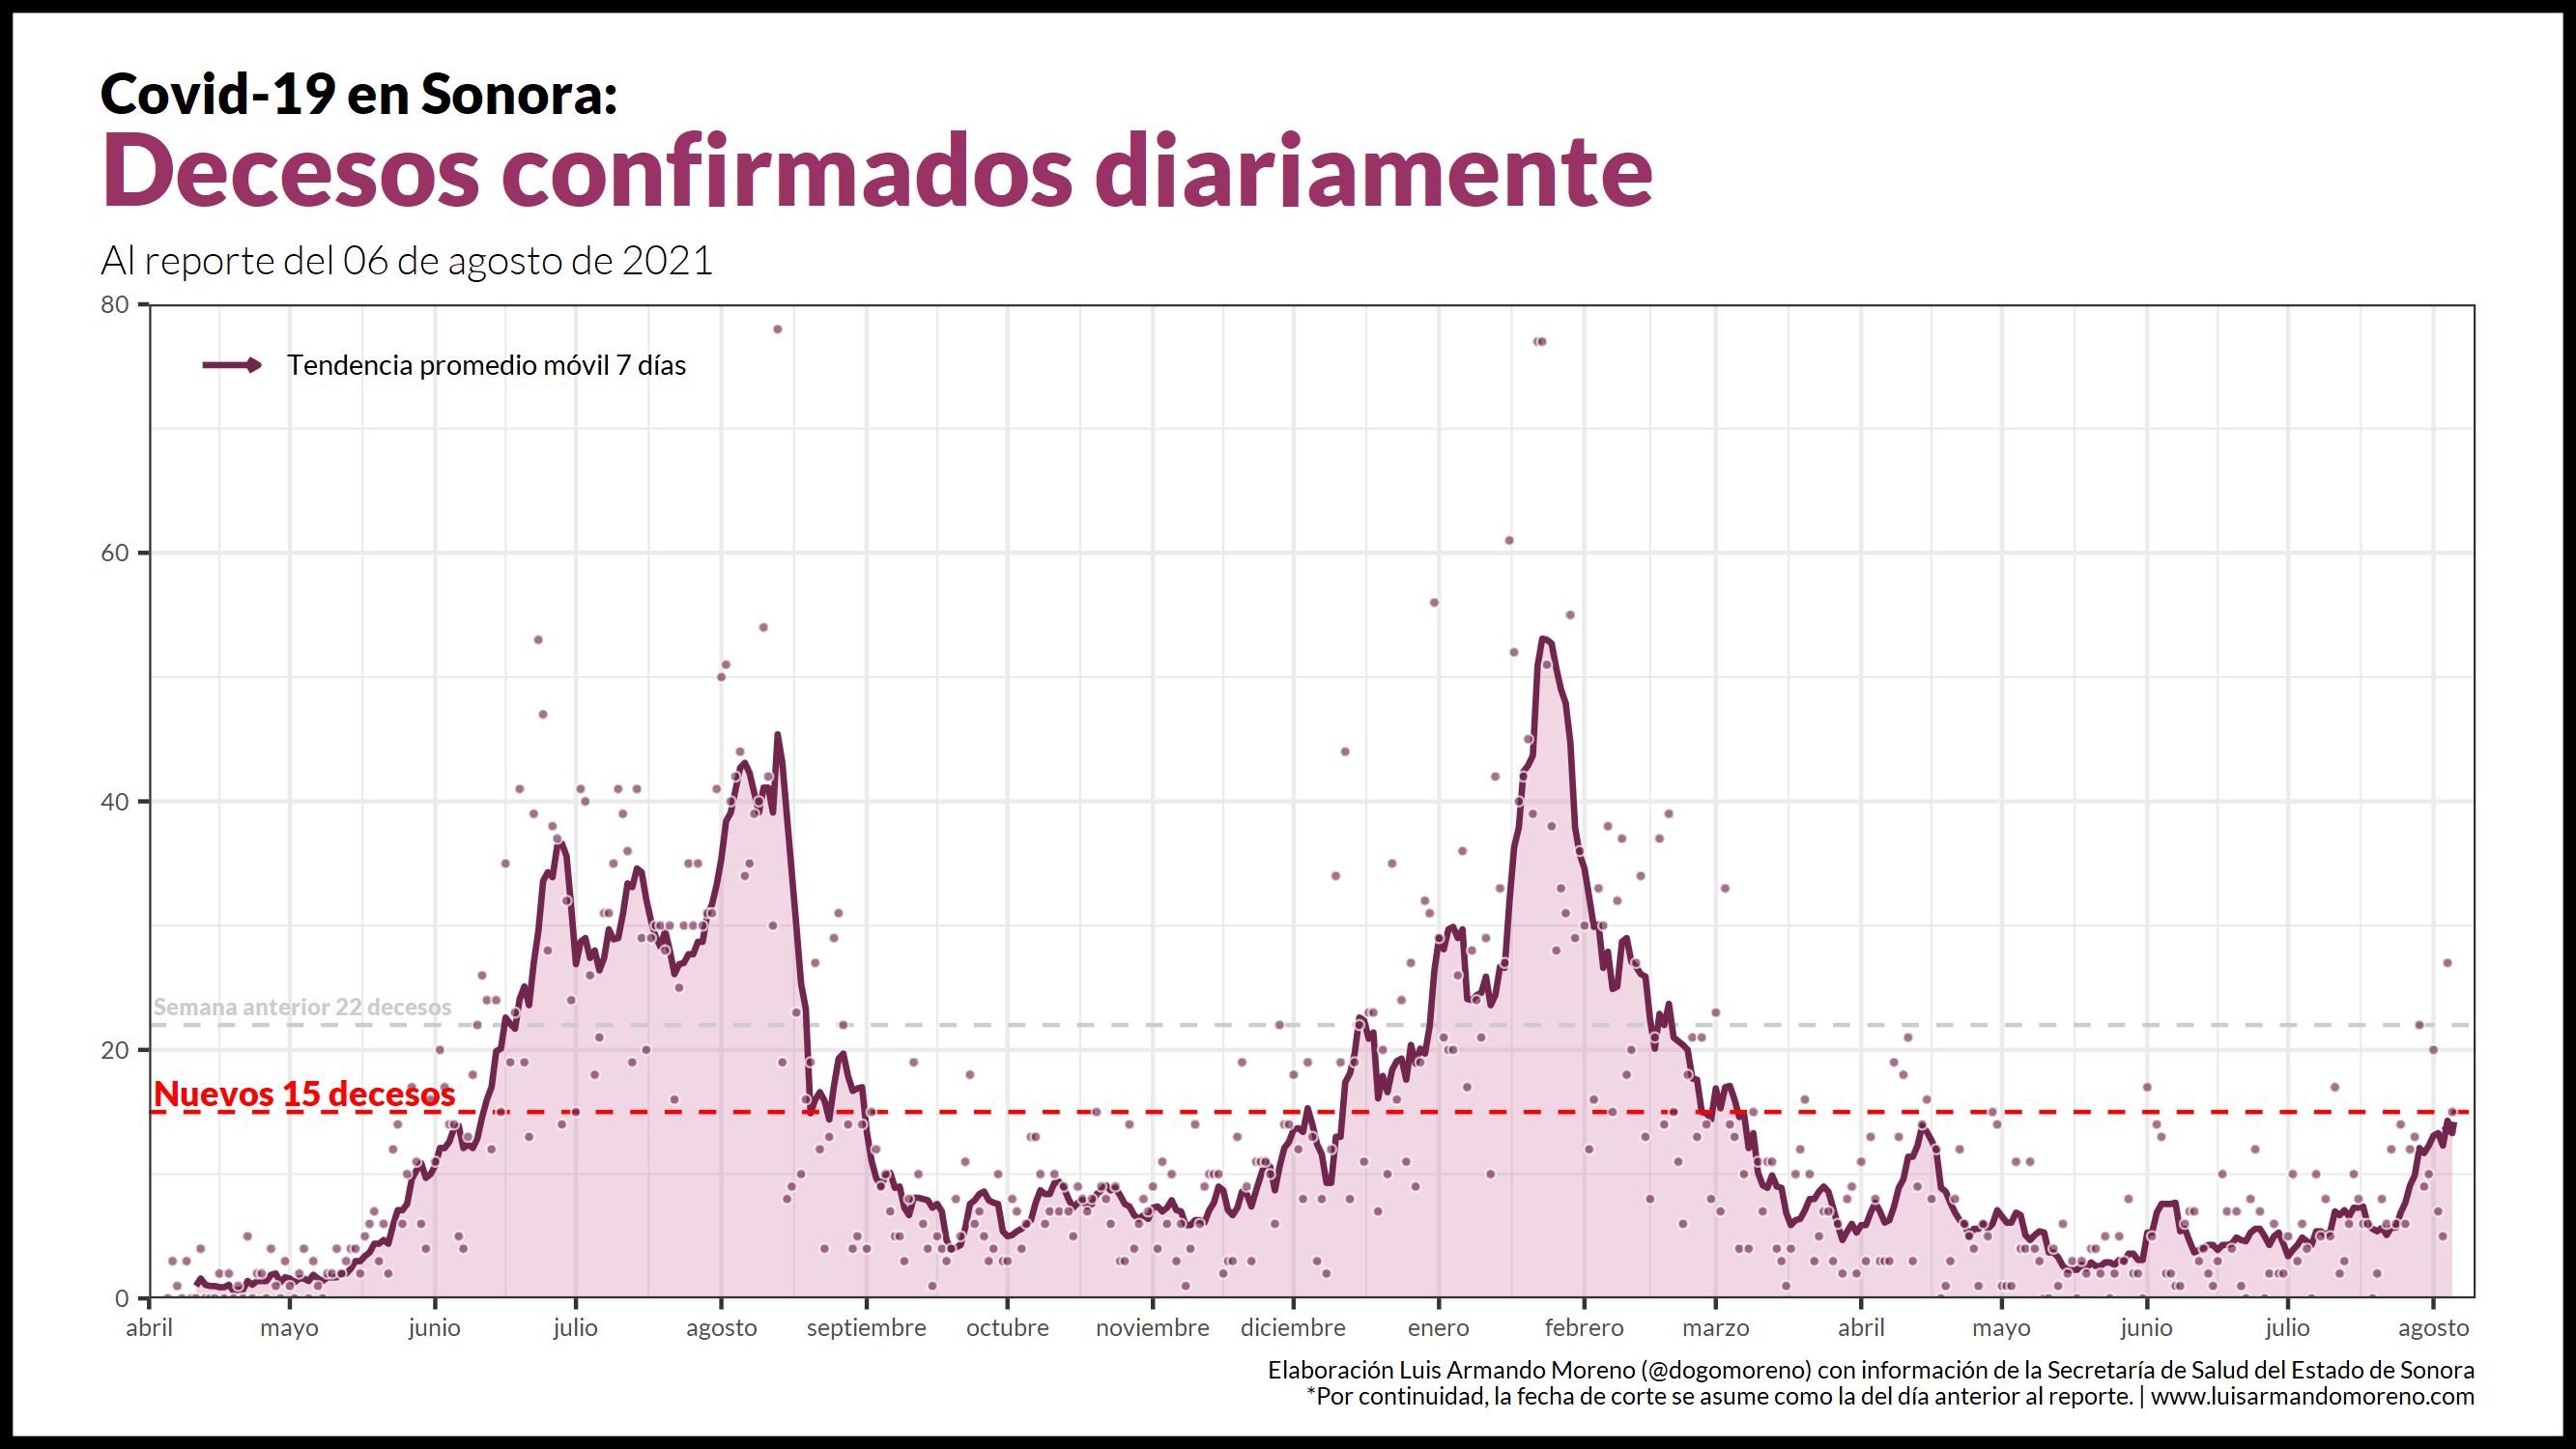 Covid-19 en Sonora:
Decesos confirmados diariamente
Al reporte del 06 de agosto de 2021
80
Tendencia promedio móvil 7 días
60
40
Semana anterior 22 decesos
20
Nuevos 15 decesos
0
abril mayo junio julio agosto septiembre octubre noviembre diciembre enero febrero marzo abril mayo junio julio agosto
Elaboración Luis Armando Moreno (@dogomoreno) con información de la Secretaría de Salud del Estado de Sonora
*Por continuidad, la fecha de corte se asume como la del día anterior al reporte. | www.luisarmandomoreno.com